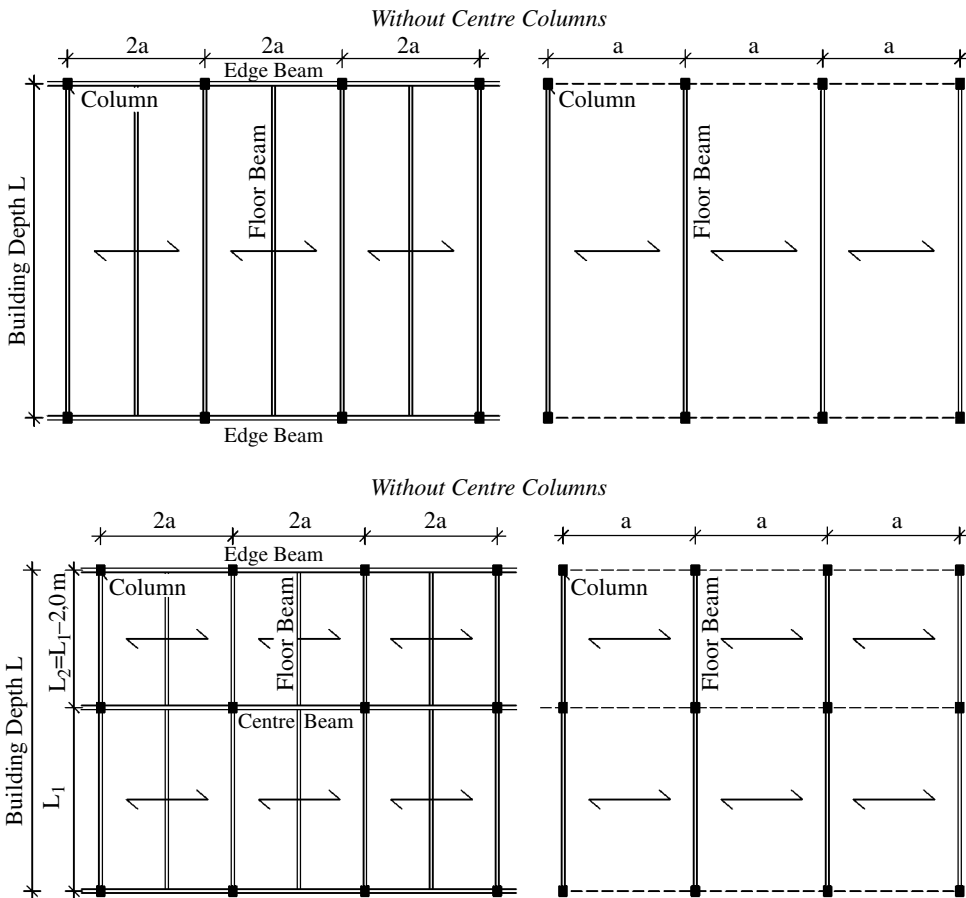 Without Centre Columns
2a 2a 2a a a a
Edge Beam
Column Column
Building Depth L
Floor Beam
Floor Beam
Edge Beam
Without Centre Columns
2a 2a 2a a a a
Edge Beam
Column Column
Building Depth L
L₂=L₁–2,0 m
Floor Beam
Floor Beam
Centre Beam
L₁